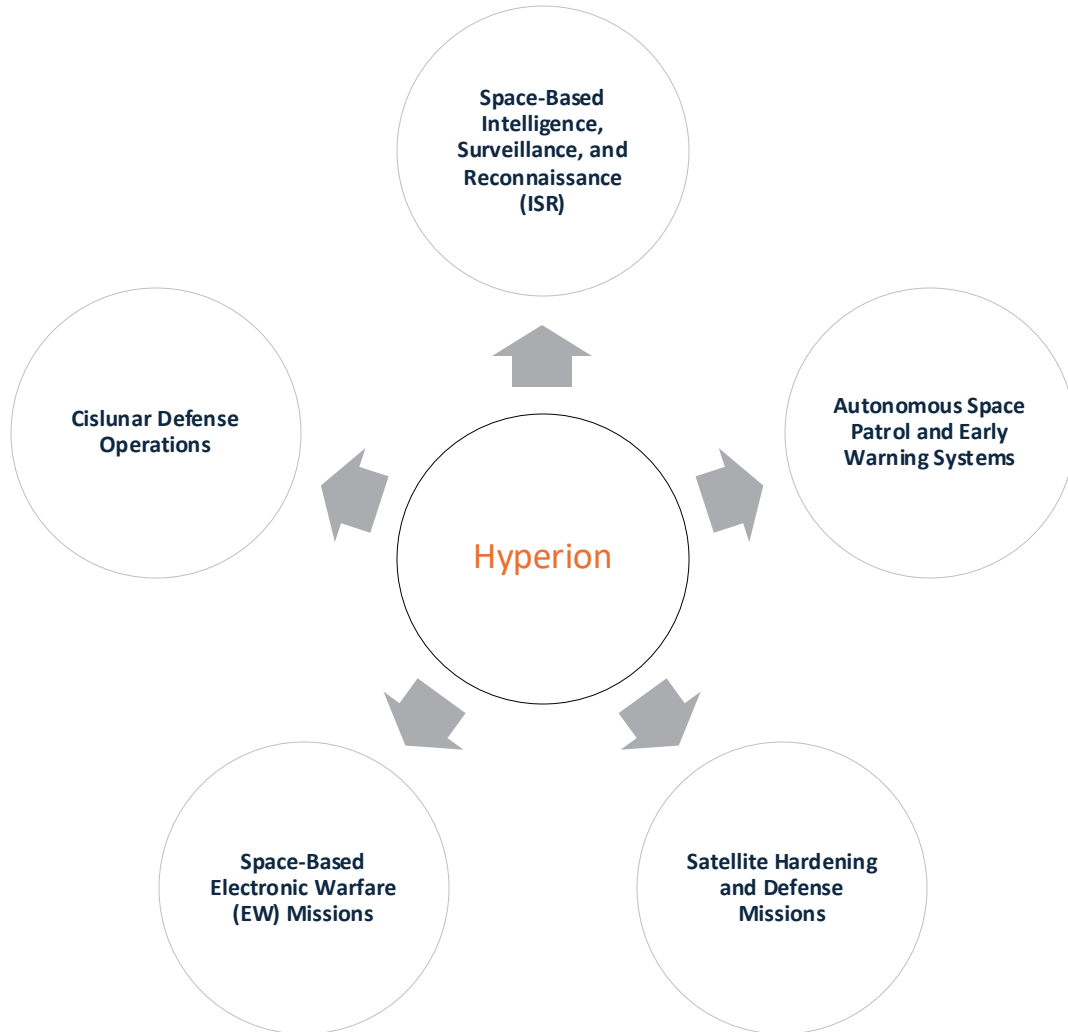 Space-Based
Intelligence,
Surveillance, and
Reconnaissance
(ISR)
Cislunar Defense
Operations
Autonomous Space
Patrol and Early
Warning Systems
Hyperion
Space-Based
Electronic Warfare
(EW) Missions
Satellite Hardening
and Defense
Missions